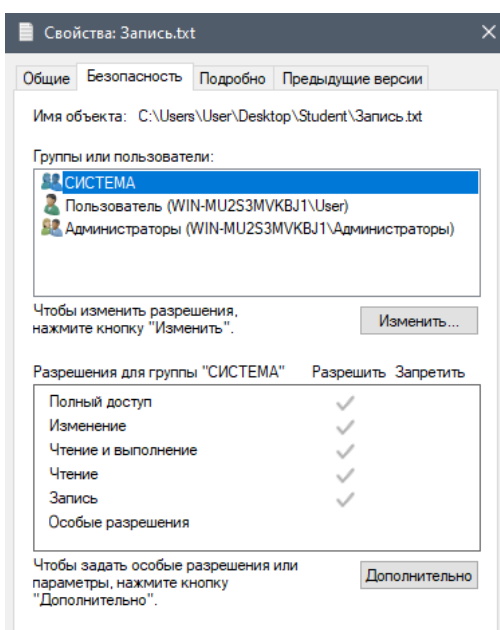 Свойства: Запись.txt
Общие Безопасность Подробно Предыдущие версии
Имя объекта: C:\Users\User\Desktop\Student\Запись.txt
Группы или пользователи:
СИСТЕМА
Пользователь (WIN-MU2S3MVKBJ1\User)
Администраторы (WIN-MU2S3MVKBJ1\Администраторы)
Чтобы изменить разрешения,
нажмите кнопку "Изменить".
Изменить...
Разрешения для группы "СИСТЕМА" Разрешить Запретить
Полный доступ
Изменение
Чтение и выполнение
Чтение
Запись
Особые разрешения
Чтобы задать особые разрешения или
параметры, нажмите кнопку
"Дополнительно".
Дополнительно